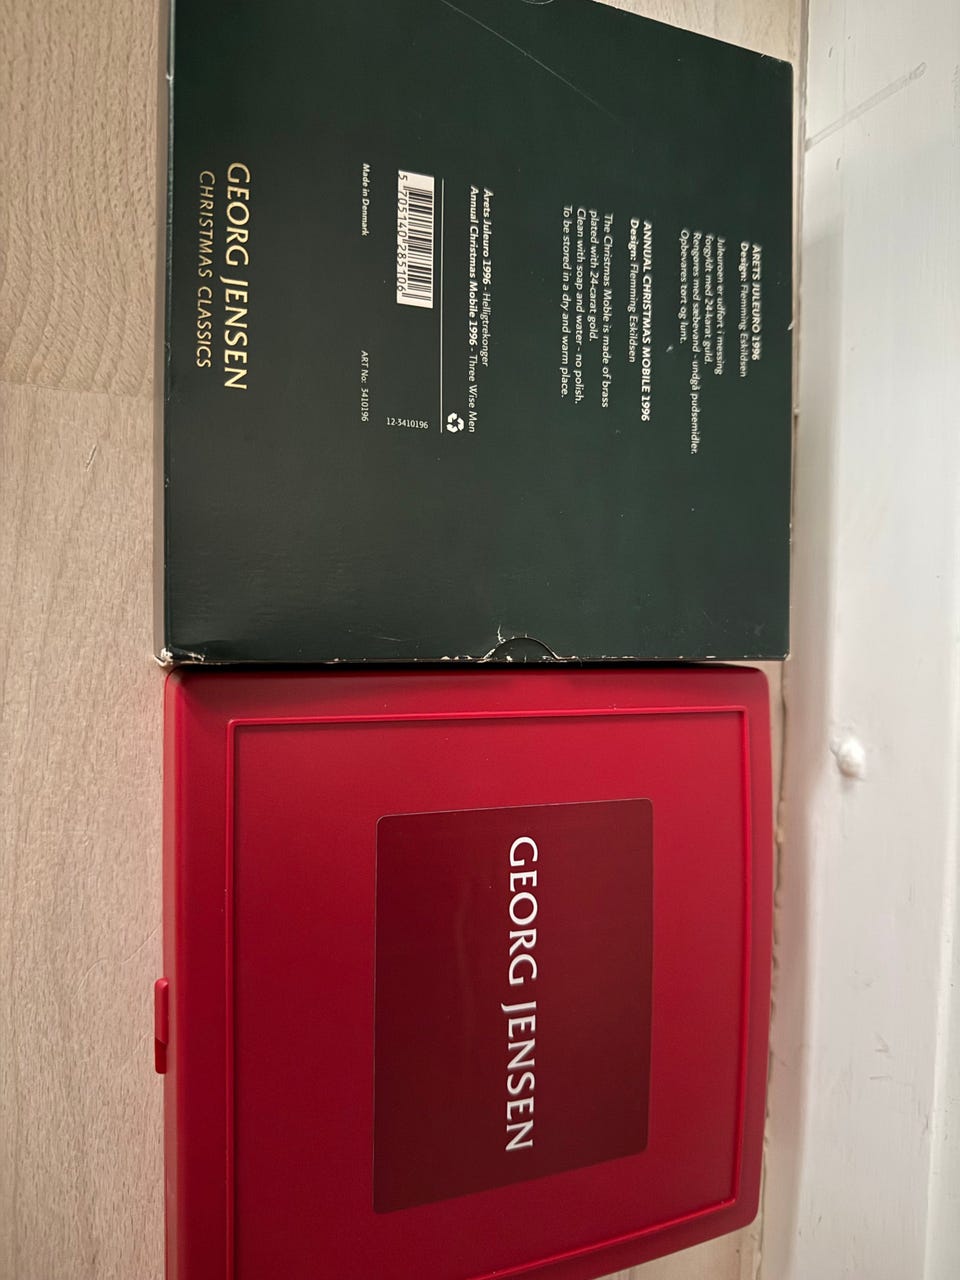 ÅRETS JULEURO 1996
Design: Flemming Eskildsen
Juleuroen er udført i messing
forgyldt med 24-karat guld.
Rengøres med sæbevand - undgå pudsemidler.
Opbevares tørt og lunt.
ANNUAL CHRISTMAS MOBILE 1996
Design: Flemming Eskildsen
The Christmas Moble is made of brass
plated with 24-carat gold.
Clean with soap and water - no polish.
To be stored in a dry and warm place.
Årets Juleuro 1996 - Helligtrekonger
Annual Christmas Mobile 1996 - Three Wise Men
5 705140 285106
12-3410196
Made in Denmark
ART No: 3410196
GEORG JENSEN
CHRISTMAS CLASSICS
GEORG JENSEN